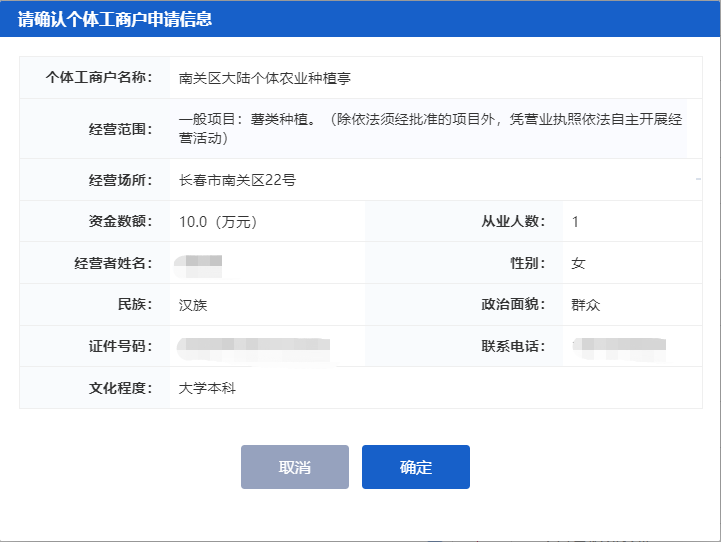 请确认个体工商户申请信息
个体工商户名称： 南关区大陆个体农业种植亭
经营范围： 一般项目：薯类种植。（除依法须经批准的项目外，凭营业执照依法自主开展经
营活动）
经营场所： 长春市南关区22号
资金数额： 10.0（万元） 从业人数： 1
经营者姓名： 性别： 女
民族： 汉族 政治面貌： 群众
证件号码： 联系电话：
文化程度： 大学本科
取消 确定